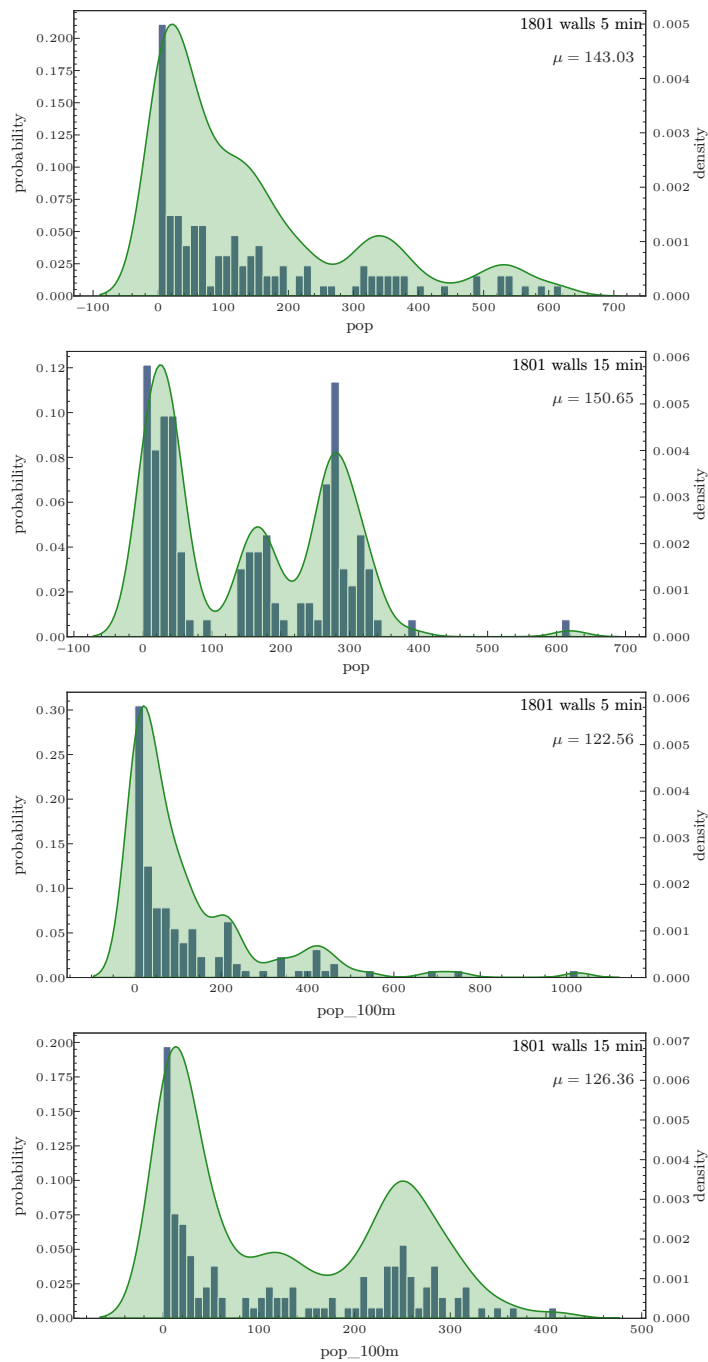 1801 walls 5 min
μ = 143.03
0.200
0.175
0.150
0.125
0.100
0.075
0.050
0.025
0.000
probability
0.005
0.004
0.003
0.002
0.001
0.000
density
−100 0 100 200 300 400 500 600 700
pop
1801 walls 15 min
μ = 150.65
0.12
0.10
0.08
0.06
0.04
0.02
0.00
probability
0.006
0.005
0.004
0.003
0.002
0.001
0.000
density
−100 0 100 200 300 400 500 600 700
pop
1801 walls 5 min
μ = 122.56
0.30
0.25
0.20
0.15
0.10
0.05
0.00
probability
0.006
0.005
0.004
0.003
0.002
0.001
0.000
density
0 200 400 600 800 1000
pop_100m
1801 walls 15 min
μ = 126.36
0.200
0.175
0.150
0.125
0.100
0.075
0.050
0.025
0.000
probability
0.007
0.006
0.005
0.004
0.003
0.002
0.001
0.000
density
0 100 200 300 400 500
pop_100m